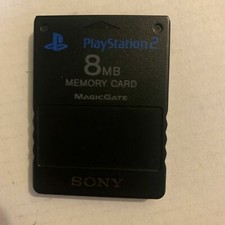 PlayStation 2
8MB
MEMORY CARD
MAGICGATE
SONY